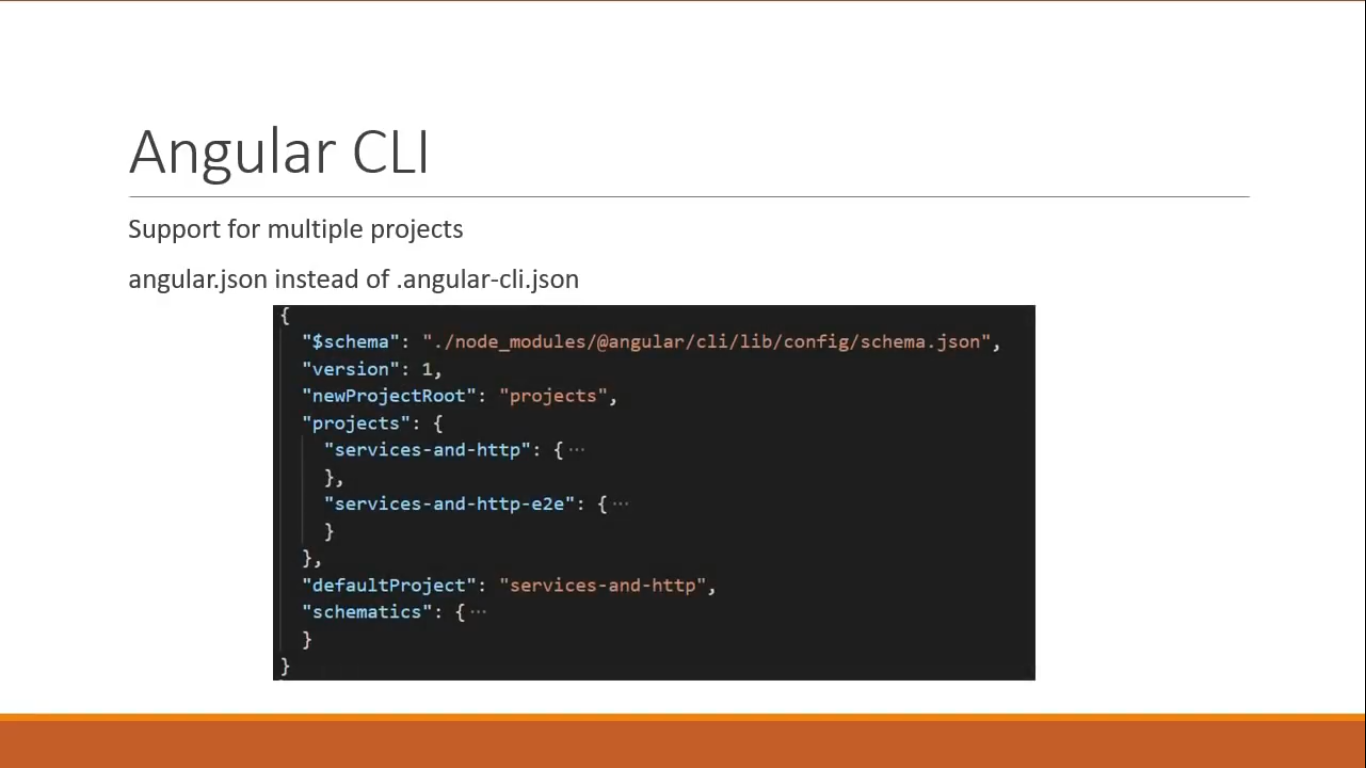 Angular CLI
Support for multiple projects
angular.json instead of .angular-cli.json
{
"$schema": "./node_modules/@angular/cli/lib/config/schema.json",
"version": 1,
"newProjectRoot": "projects",
"projects": {
"services-and-http": {···
},
"services-and-http-e2e": {···
}
},
"defaultProject": "services-and-http",
"schematics": {···
}
}